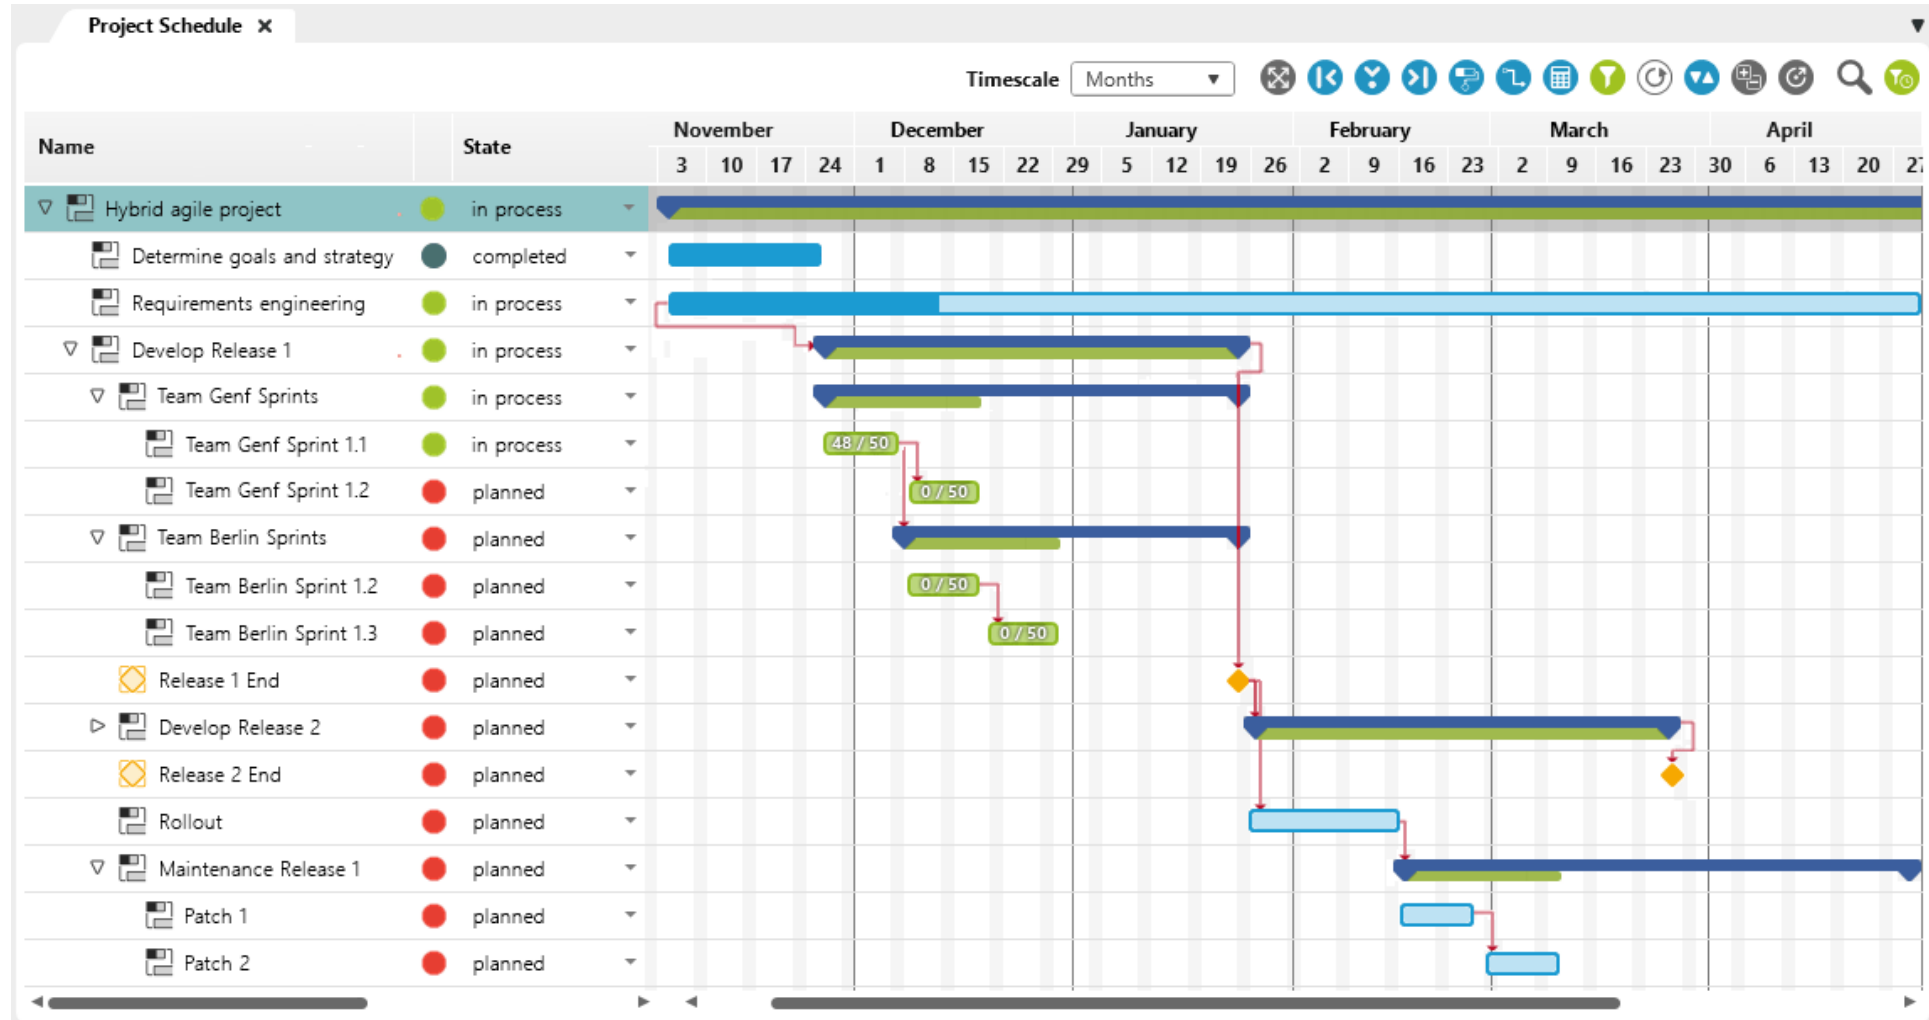 Project Schedule
Timescale Months
Name State November December January February March April
3 10 17 24 1 8 15 22 29 5 12 19 26 2 9 16 23 2 9 16 23 30 6 13 20
Hybrid agile project in process
Determine goals and strategy completed
Requirements engineering in process
Develop Release 1 in process
Team Genf Sprints in process
Team Genf Sprint 1.1 in process 48 / 50
Team Genf Sprint 1.2 planned 0 / 50
Team Berlin Sprints planned
Team Berlin Sprint 1.2 planned 0 / 50
Team Berlin Sprint 1.3 planned 0 / 50
Release 1 End planned
Develop Release 2 planned
Release 2 End planned
Rollout planned
Maintenance Release 1 planned
Patch 1 planned
Patch 2 planned